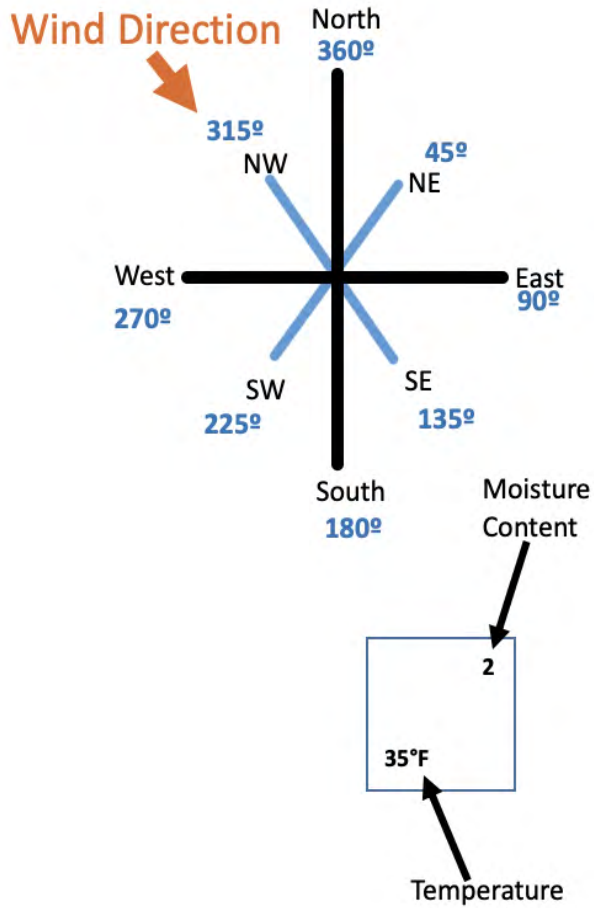 Wind Direction
North
360º
315º
NW
45º
NE
West
270º
East
90º
SW
225º
SE
135º
South
180º
Moisture
Content
2
35°F
Temperature